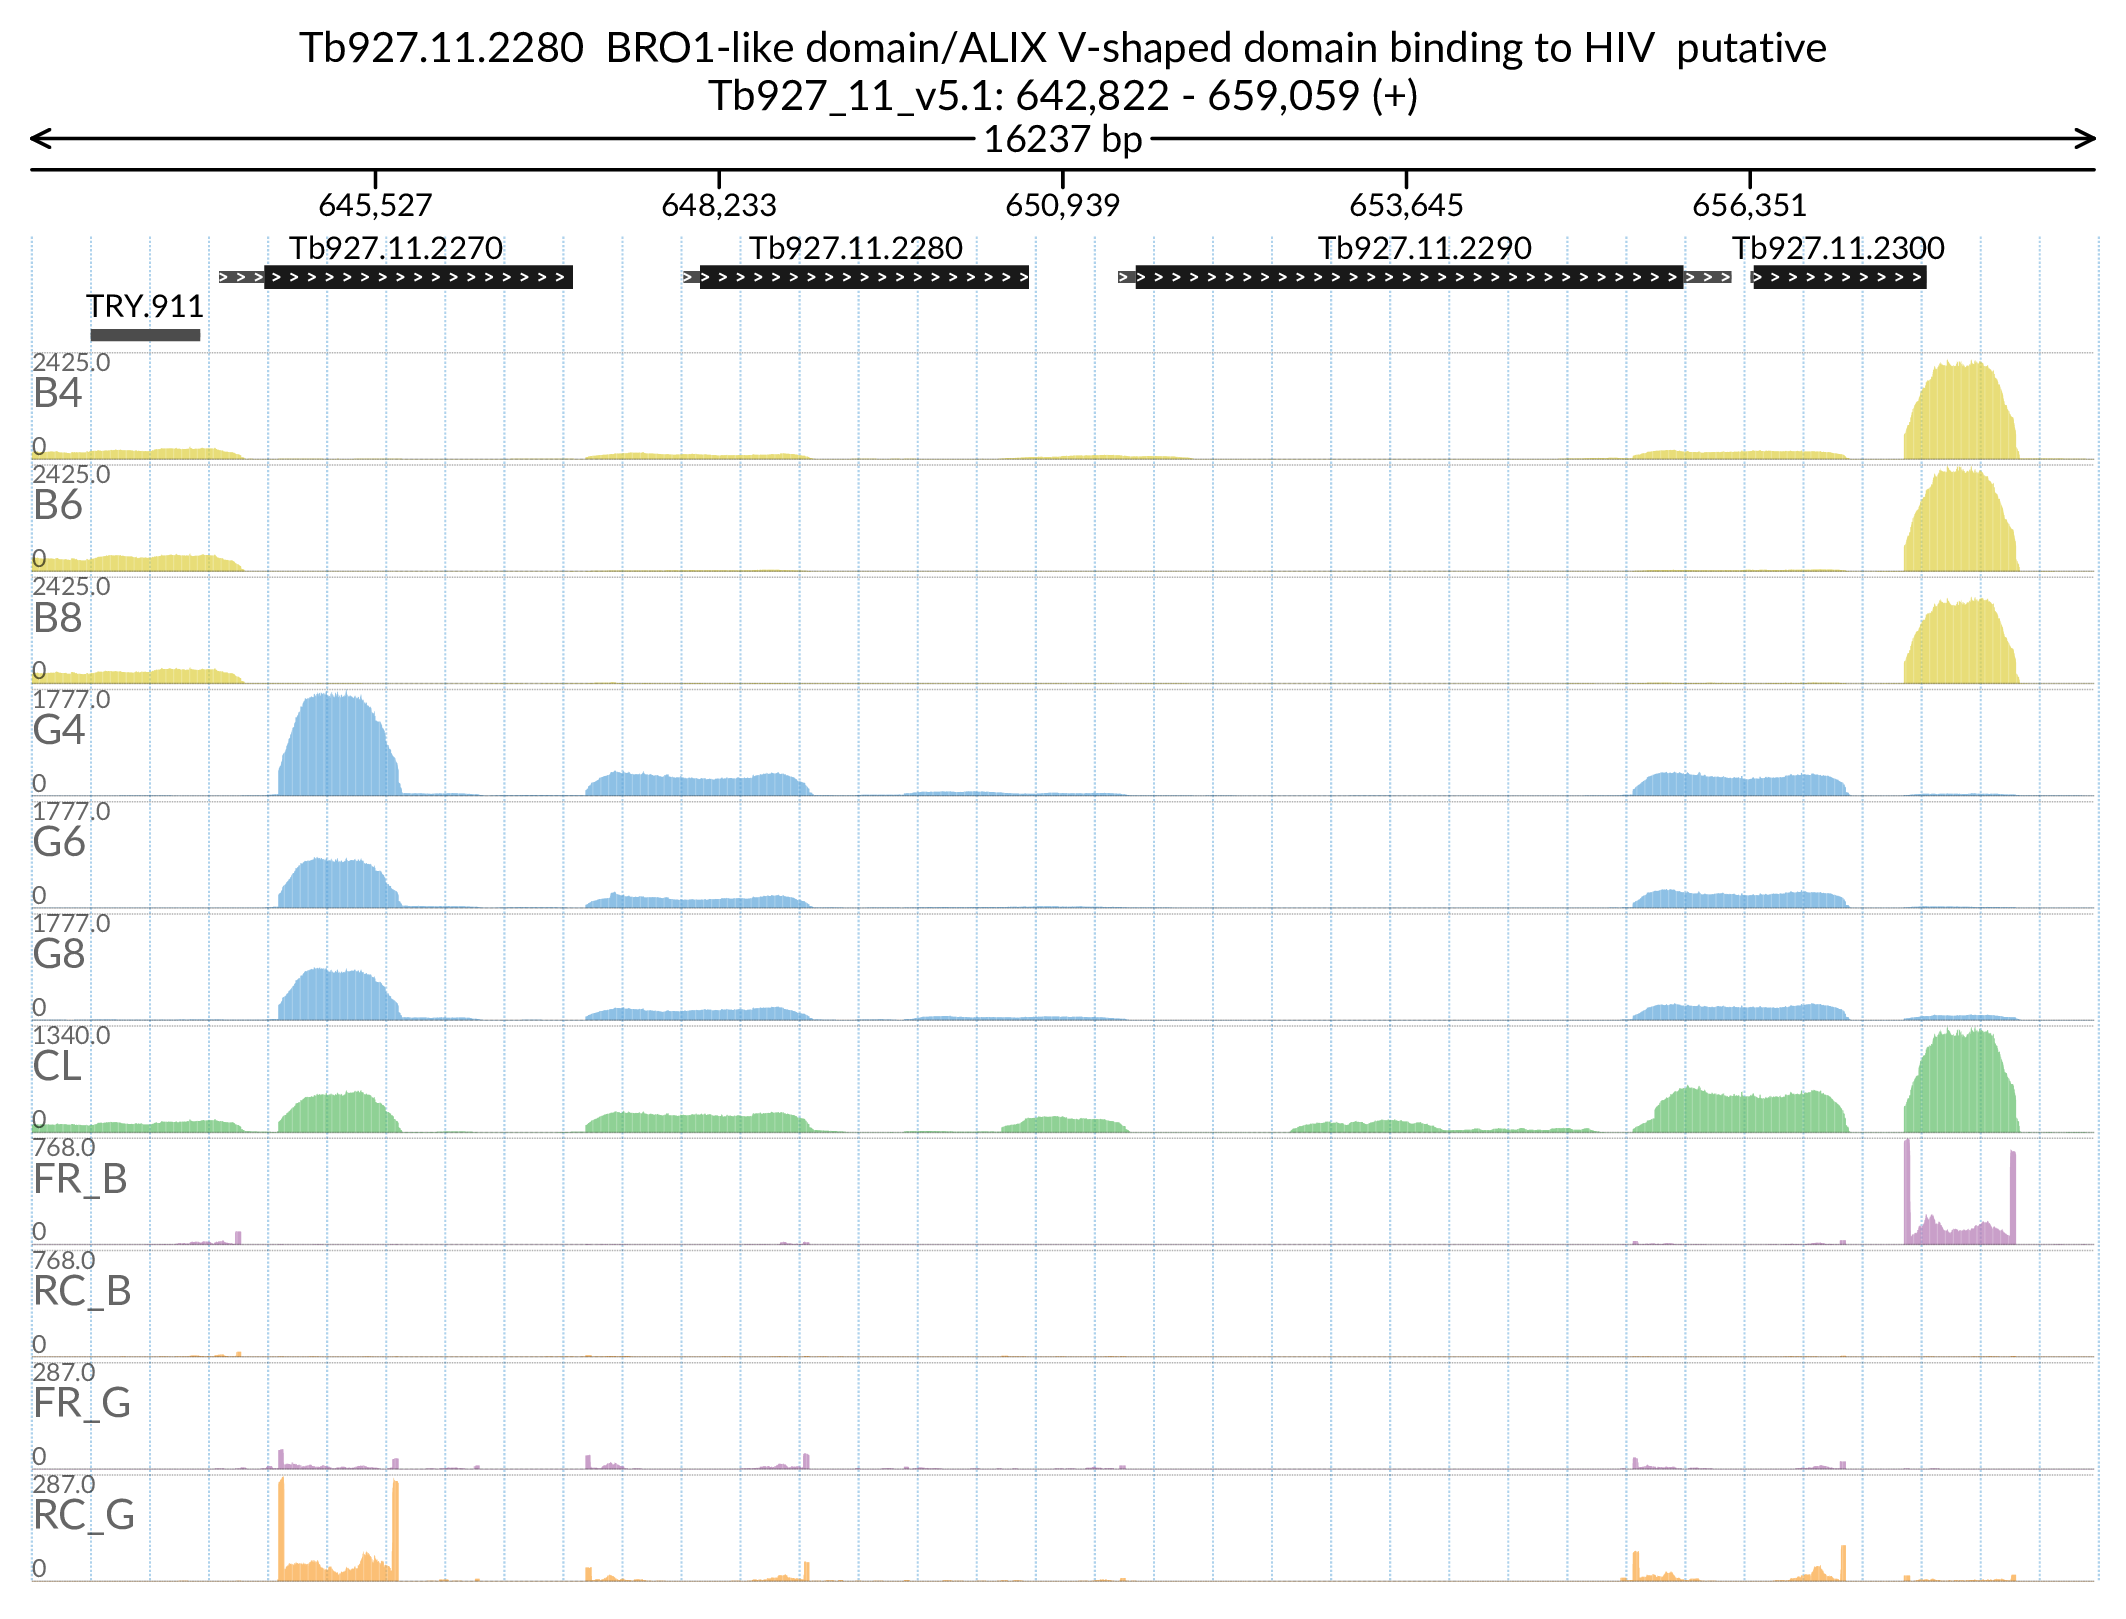 Tb927.11.2280  BRO1-like domain/ALIX V-shaped domain binding to HIV  putative
Tb927_11_v5.1: 642,822 - 659,059 (+)
16237 bp
645,527 648,233 650,939 653,645 656,351
Tb927.11.2270 Tb927.11.2280 Tb927.11.2290 Tb927.11.2300
TRY.911
2425.0
B4
0
2425.0
B6
0
2425.0
B8
0
1777.0
G4
0
1777.0
G6
0
1777.0
G8
0
1340.0
CL
0
768.0
FR_B
0
768.0
RC_B
0
287.0
FR_G
0
287.0
RC_G
0